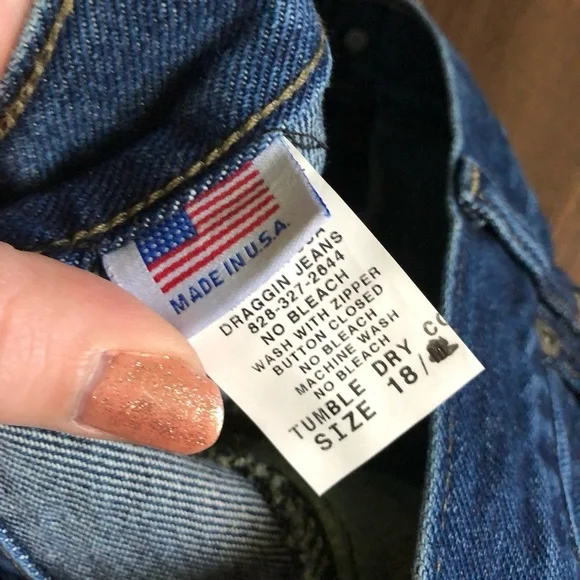 MADE IN U.S.A.
DRAGGIN JEANS
828-327-2644
NO BLEACH
WASH WITH ZIPPER
BUTTON CLOSED
NO BLEACH
MACHINE WASH
NO BLEACH
TUMBLE DRY CO
SIZE 18/